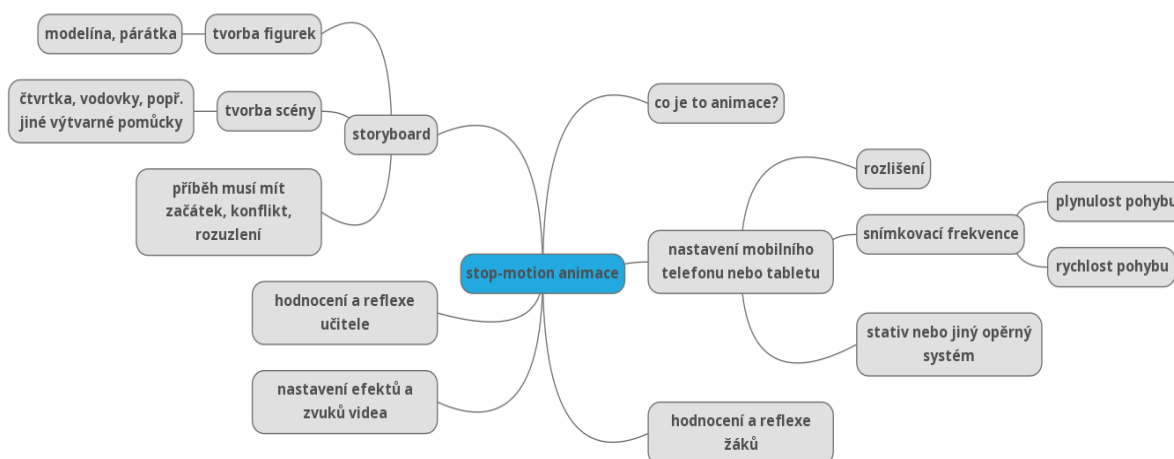 modelína, párátka
tvorba figurek
čtvrtka, vodovky, popř.
jiné výtvarné pomůcky
tvorba scény
storyboard
příběh musí mít
začátek, konflikt,
rozuzlení
hodnocení a reflexe
učitele
nastavení efektů a
zvuků videa
stop-motion animace
co je to animace?
nastavení mobilního
telefonu nebo tabletu
rozlišení
snímkovací frekvence
plynulost pohybu
rychlost pohybu
stativ nebo jiný opěrný
systém
hodnocení a reflexe
žáků